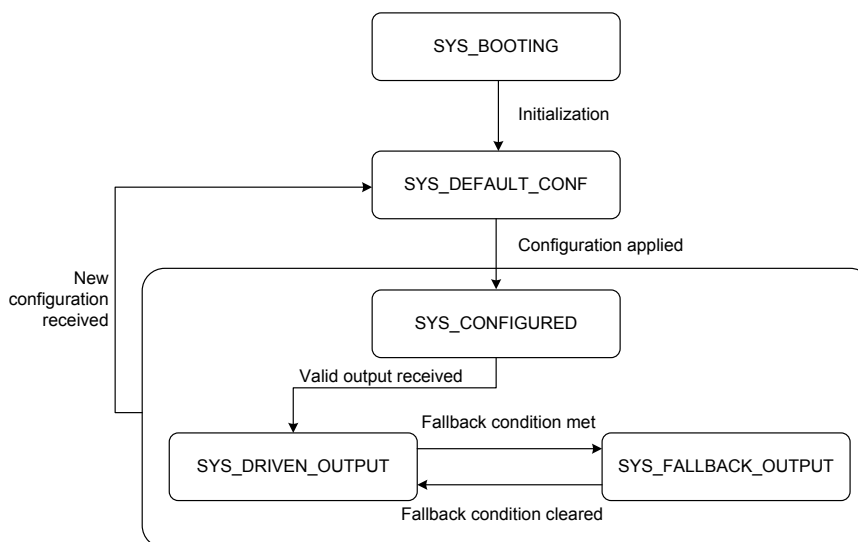 SYS_BOOTING
Initialization
SYS_DEFAULT_CONF
Configuration applied
New
configuration
received
SYS_CONFIGURED
Valid output received
Fallback condition met
SYS_DRIVEN_OUTPUT
SYS_FALLBACK_OUTPUT
Fallback condition cleared